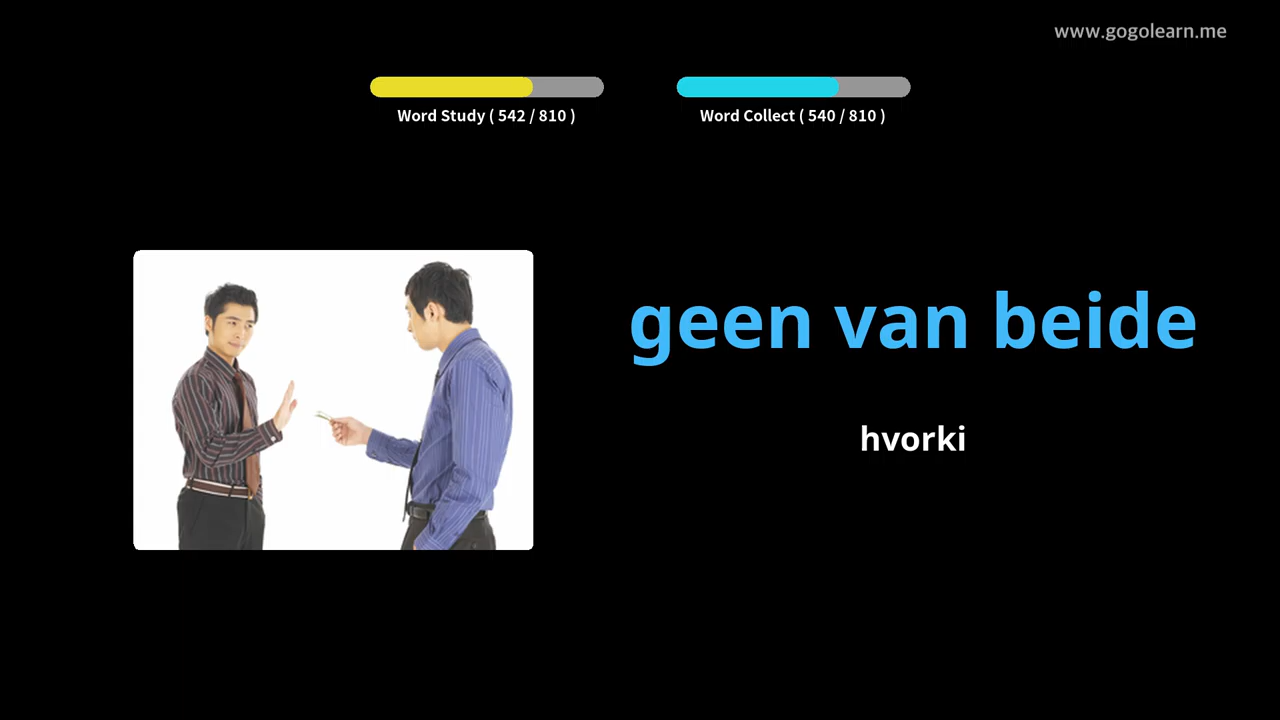 www.gogolearn.me
Word Study ( 542 / 810 )
Word Collect ( 540 / 810 )
geen van beide
hvorki